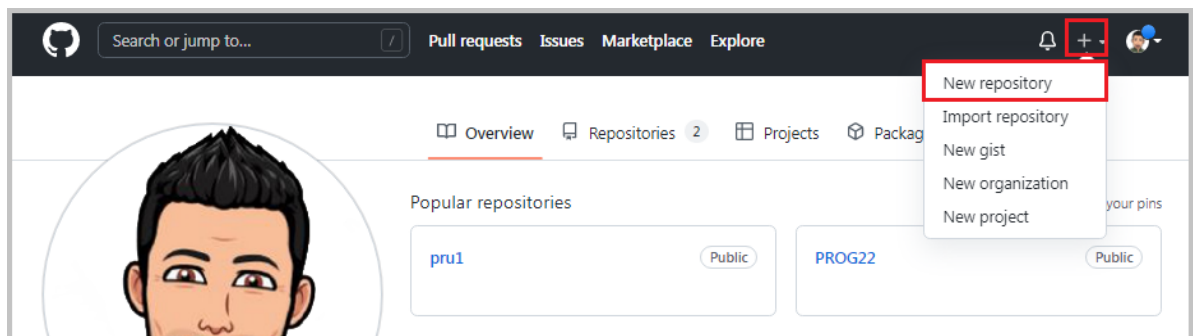 Search or jump to... / Pull requests Issues Marketplace Explore
New repository
Import repository
New gist
New organization
New project
Overview Repositories 2 Projects
Popular repositories
your pins
pru1 Public
PROG22 Public